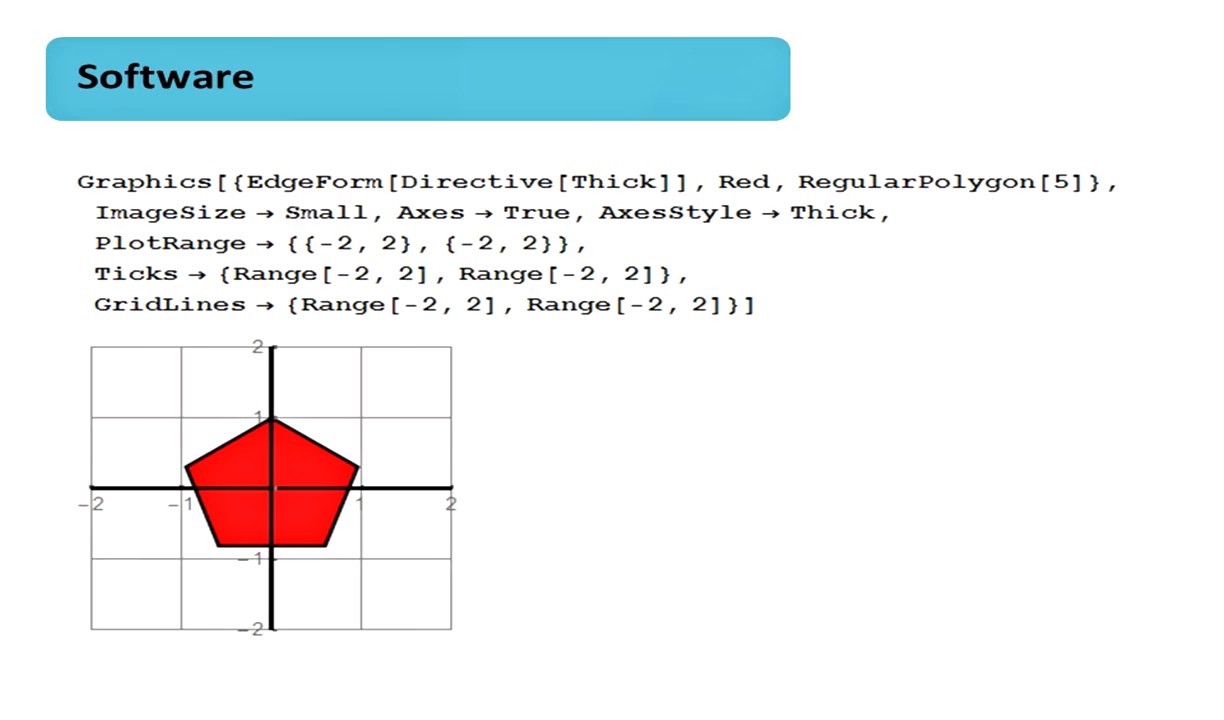 Software
Graphics[{EdgeForm[Directive[Thick]], Red, RegularPolygon[5]},
ImageSize → Small, Axes → True, AxesStyle → Thick,
PlotRange → {{-2, 2}, {-2, 2}},
Ticks → {Range[-2, 2], Range[-2, 2]},
GridLines → {Range[-2, 2], Range[-2, 2]}]
2
1
-2 -1 1 2
-1
-2